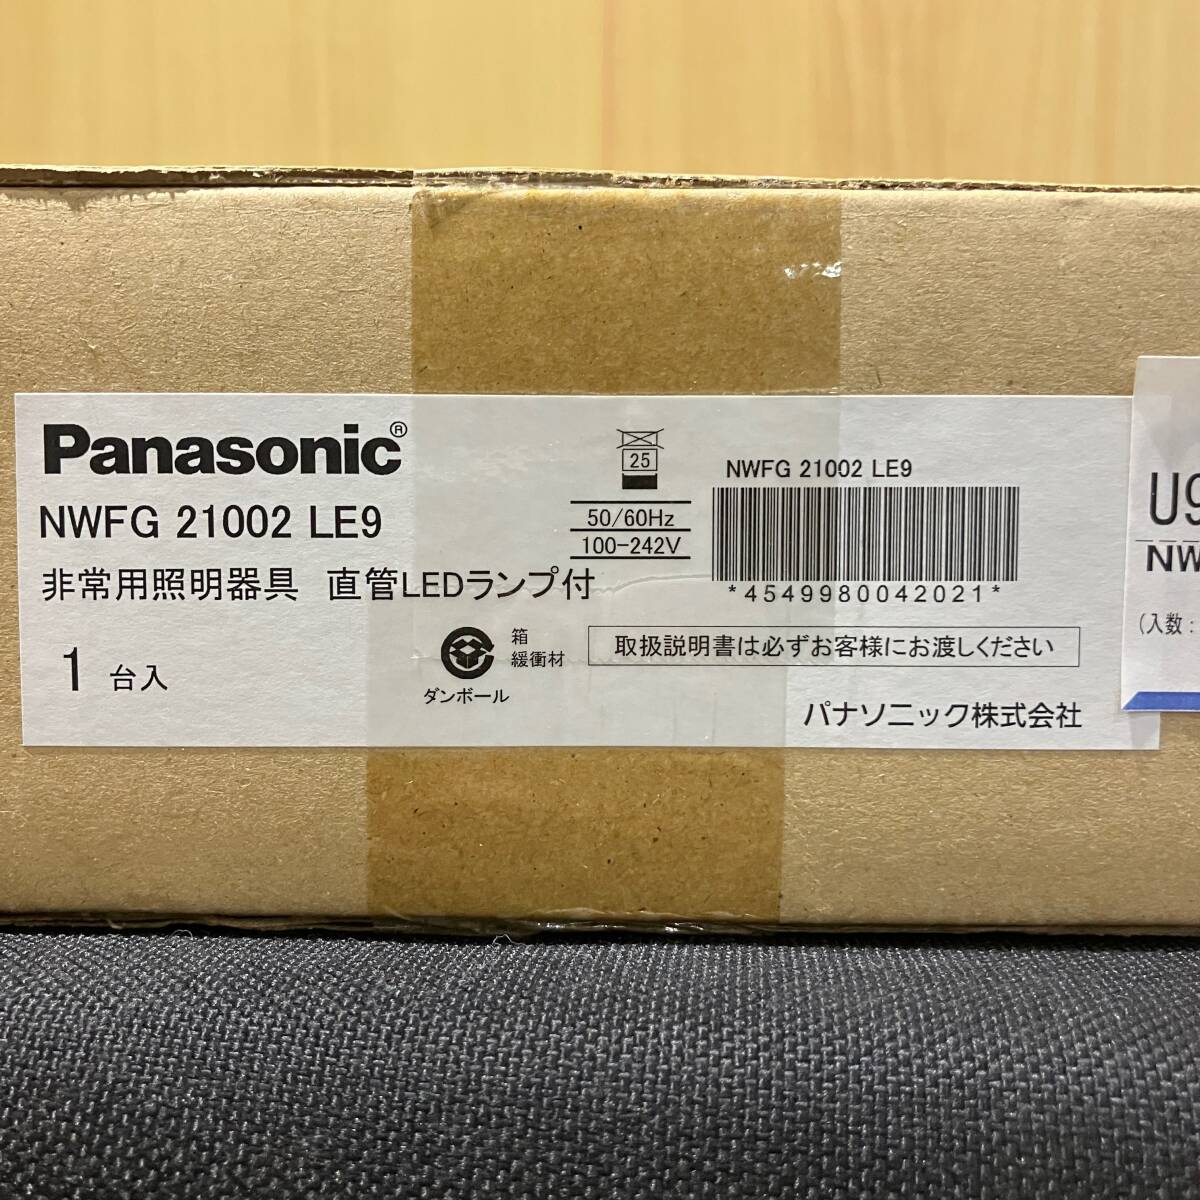 Panasonic®
NWFG 21002 LE9
非常用照明器具 直管LEDランプ付
1 台入
箱
緩衝材
ダンボール
25
50/60Hz
100-242V
NWFG 21002 LE9
*4549980042021*
取扱説明書は必ずお客様にお渡しください
パナソニック株式会社
U9
NW
(入数: